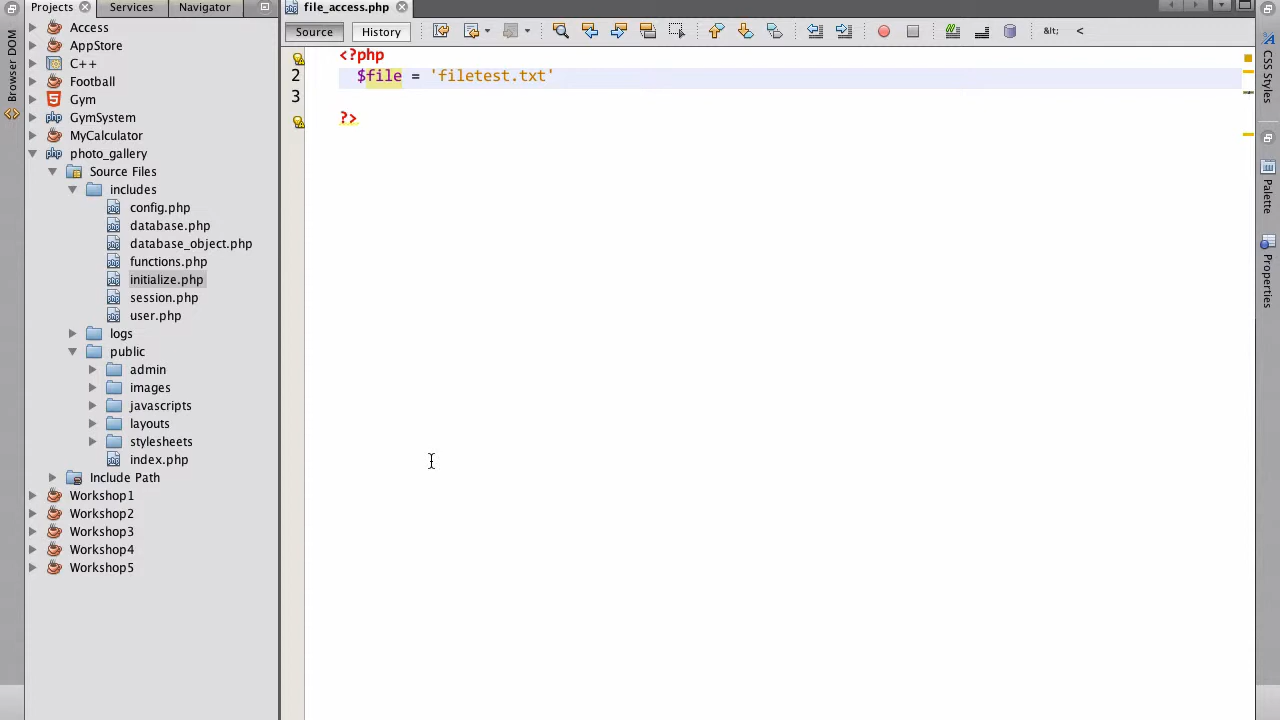 Projects
Services
Navigator
Access
AppStore
C++
Football
Gym
GymSystem
MyCalculator
photo_gallery
Source Files
includes
config.php
database.php
database_object.php
functions.php
initialize.php
session.php
user.php
logs
public
admin
images
javascripts
layouts
stylesheets
index.php
Include Path
Workshop1
Workshop2
Workshop3
Workshop4
Workshop5
Browser DOM
file_access.php
Source
History
&lt:
<
<?php
2 $file = 'filetest.txt'
3
?>
CSS Styles
Palette
Properties